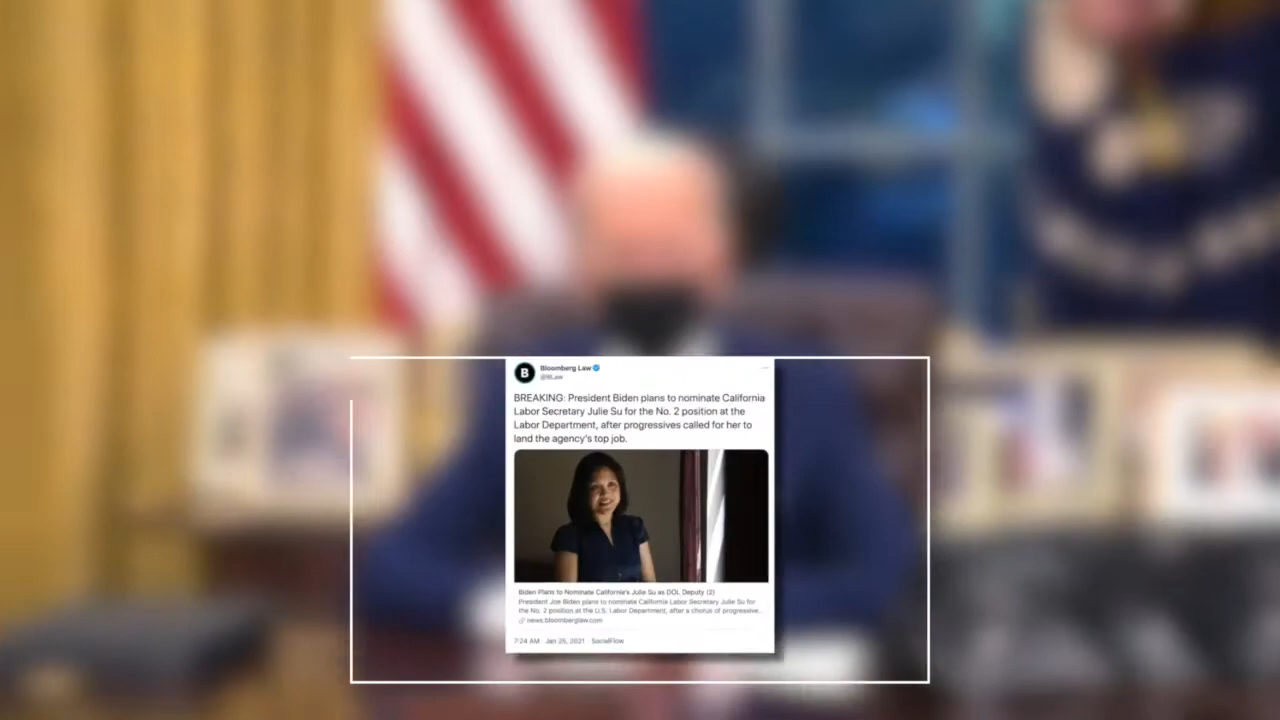 B
Bloomberg Law
@BLaw
BREAKING: President Biden plans to nominate California
Labor Secretary Julie Su for the No. 2 position at the
Labor Department, after progressives called for her to
land the agency's top job.
Biden Plans to Nominate California's Julie Su as DOL Deputy (2)
President Joe Biden plans to nominate California Labor Secretary Julie Su for
the No. 2 position at the U.S. Labor Department, after a chorus of progressive...
news.bloomberglaw.com
7:24 AM · Jan 26, 2021 · SocialFlow